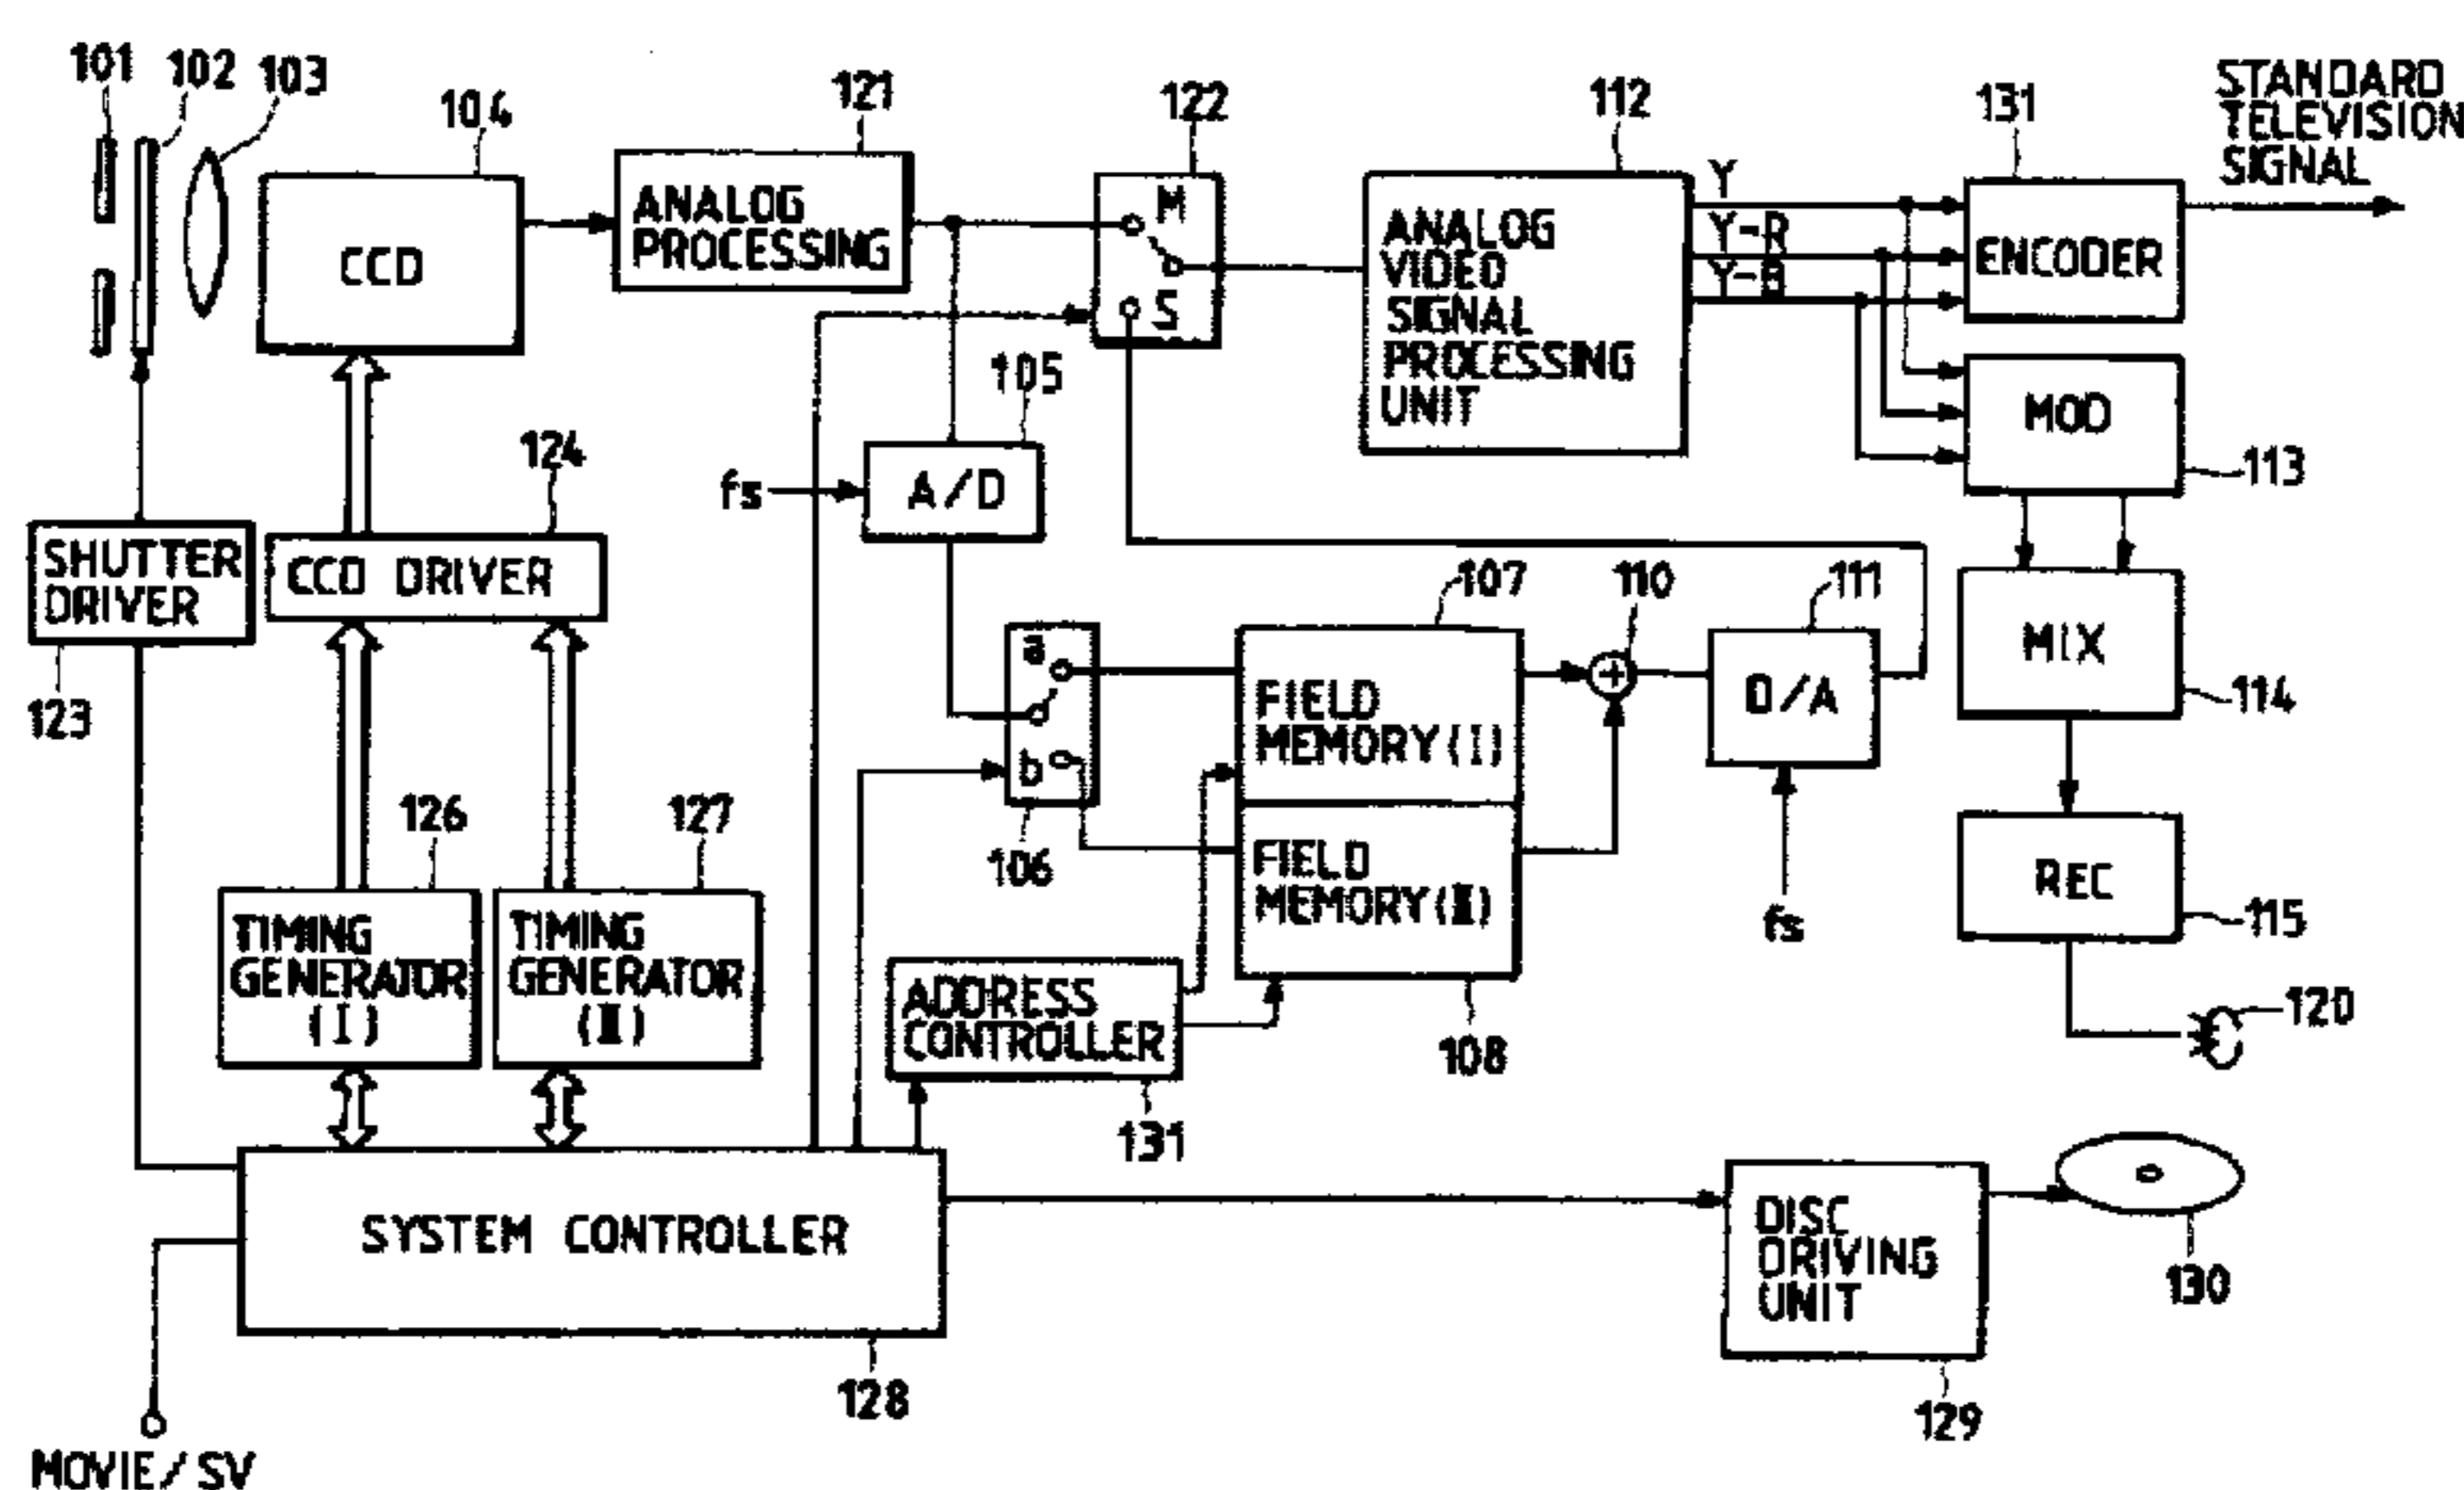 101
102
103
104
121
122
112
131
STANDARD
TELEVISION
SIGNAL
CCD
ANALOG
PROCESSING
M
S
ANALOG
VIDEO
SIGNAL
PROCESSING
UNIT
Y
Y-R
Y-B
ENCODER
MOD
113
105
fs
A/D
124
SHUTTER
DRIVER
123
CCD DRIVER
a
b
106
107
110
111
FIELD
MEMORY(I)
FIELD
MEMORY(II)
108
+
D/A
fs
MIX
114
REC
115
120
126
127
TIMING
GENERATOR
(I)
TIMING
GENERATOR
(II)
ADDRESS
CONTROLLER
131
SYSTEM CONTROLLER
128
DISC
DRIVING
UNIT
129
130
MOVIE/SV